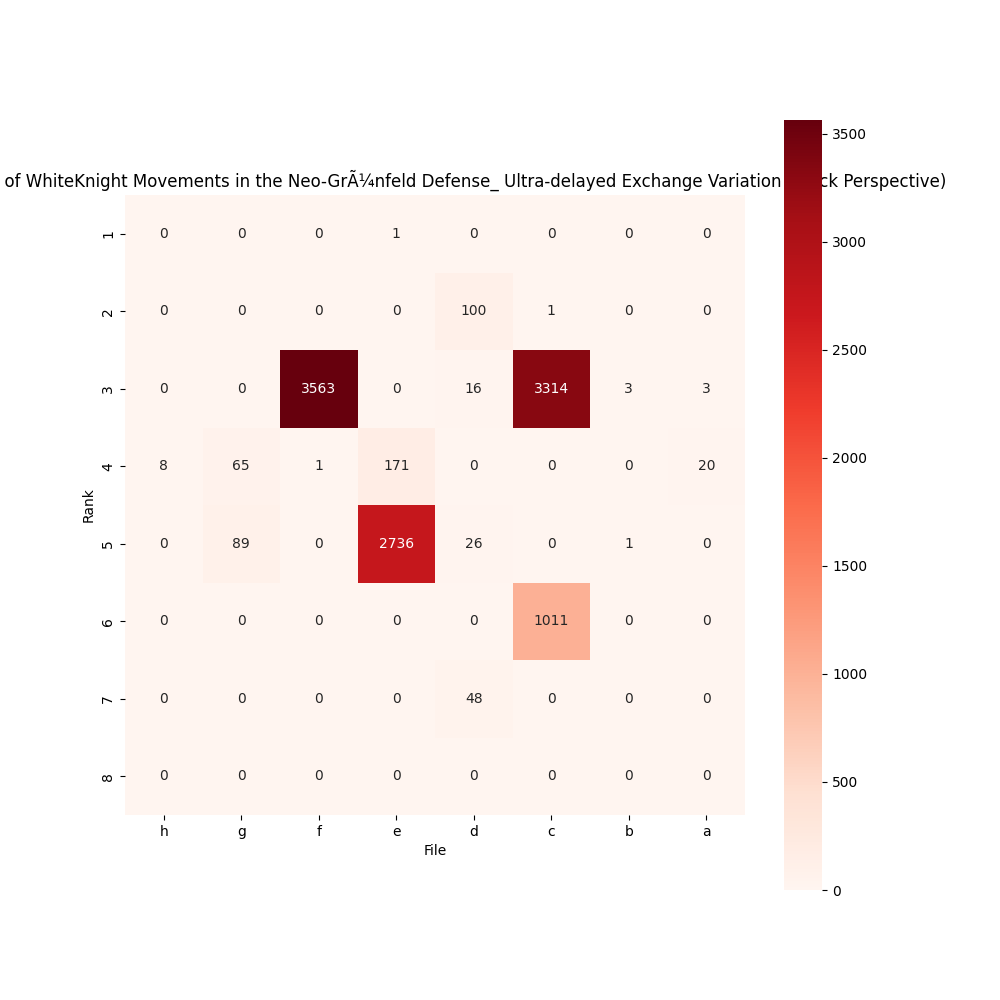 3500
of WhiteKnight Movements in the Neo-GrÃ¼nfeld Defense_ Ultra-delayed Exchange Variation ck Perspective)
1 0 0 0 1 0 0 0 0
3000
2 0 0 0 0 100 1 0 0
2500
3 0 0 3563 0 16 3314 3 3
4 8 65 1 171 0 0 0 20
2000
Rank
5 0 89 0 2736 26 0 1 0
1500
6 0 0 0 0 0 1011 0 0
1000
7 0 0 0 0 48 0 0 0
8 0 0 0 0 0 0 0 0
500
h g f e d c b a
File
0